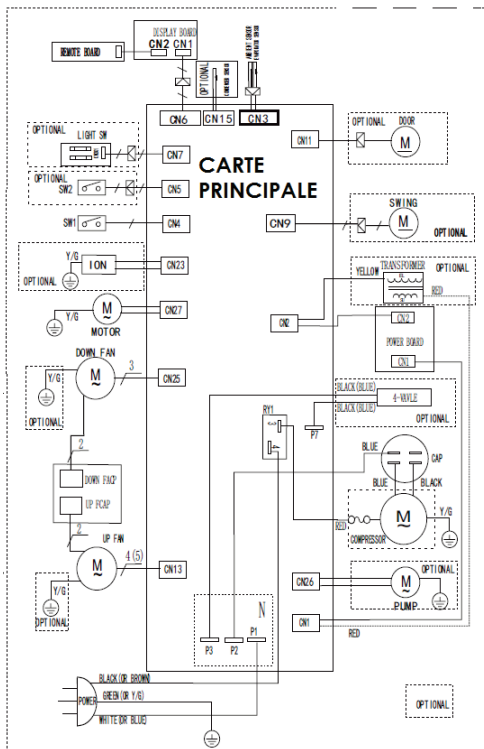 DISPLAY BOARD
REMOTE BOARD
CN2 CN1
OPTIONAL
AMBIENT SENSOR
CN6
CN15
CN3
OPTIONAL
LIGHT SW
CN7
OPTIONAL
SW2
CN5
SW1
CN4
CARTE
PRINCIPALE
OPTIONAL
DOOR
CN11
M
SWING
CN9
M
OPTIONAL
Y/G
ION
CN23
OPTIONAL
Y/G
M
~
CN27
MOTOR
YELLOW
TRANSFORMER
OPTIONAL
RED
CN2
CN2
POWER BOARD
CN1
DOWN FAN
Y/G
M
~
3
CN25
OPTIONAL
BLACK(BLUE)
4-VAVLE
BLACK(BLUE)
OPTIONAL
P7
RY1
2
DOWN FACP
UP FCAP
2
BLUE
CAP
BLUE
BLACK
M
~
Y/G
RED
COMPRESSOR
UP FAN
Y/G
M
~
4(5)
CN13
OPTIONAL
OPTIONAL
CN26
M
~
PUMP
N
P3
P2
P1
CN1
RED
BLACK(OR BROWN)
POWER
GREEN(OR Y/G)
WHITE(OR BLUE)
OPTIONAL